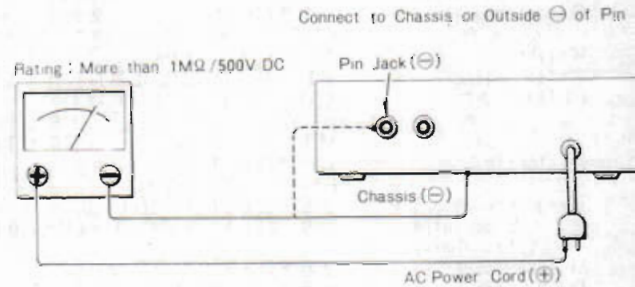 Connect to Chassis or Outside ⊖ of Pin
Rating : More than 1MΩ/500V DC
Pin Jack(⊖)
Chassis(⊖)
AC Power Cord(⊕)